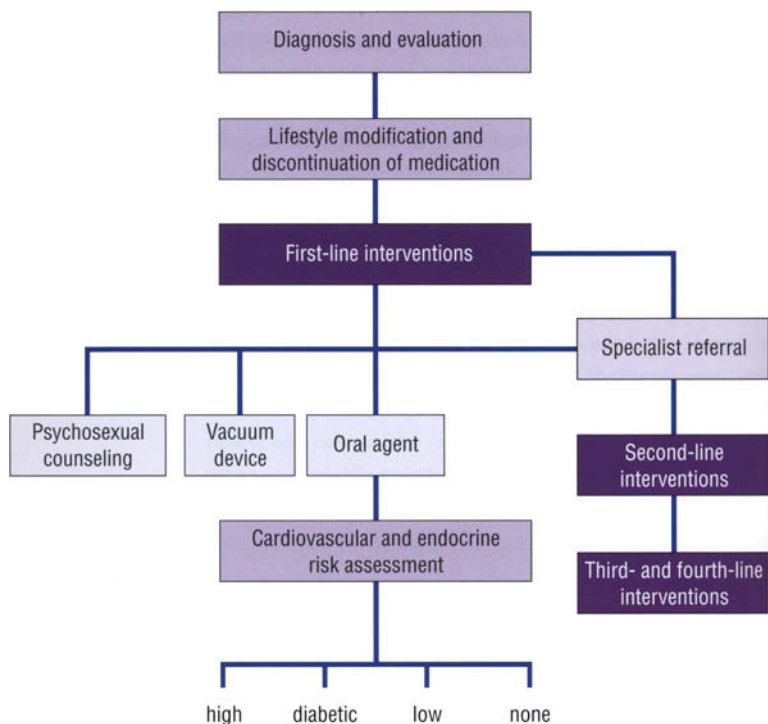 Diagnosis and evaluation
Lifestyle modification and
discontinuation of medication
First-line interventions
Specialist referral
Psychosexual
counseling
Vacuum
device
Oral agent
Second-line
interventions
Cardiovascular and endocrine
risk assessment
Third- and fourth-line
interventions
high
diabetic
low
none